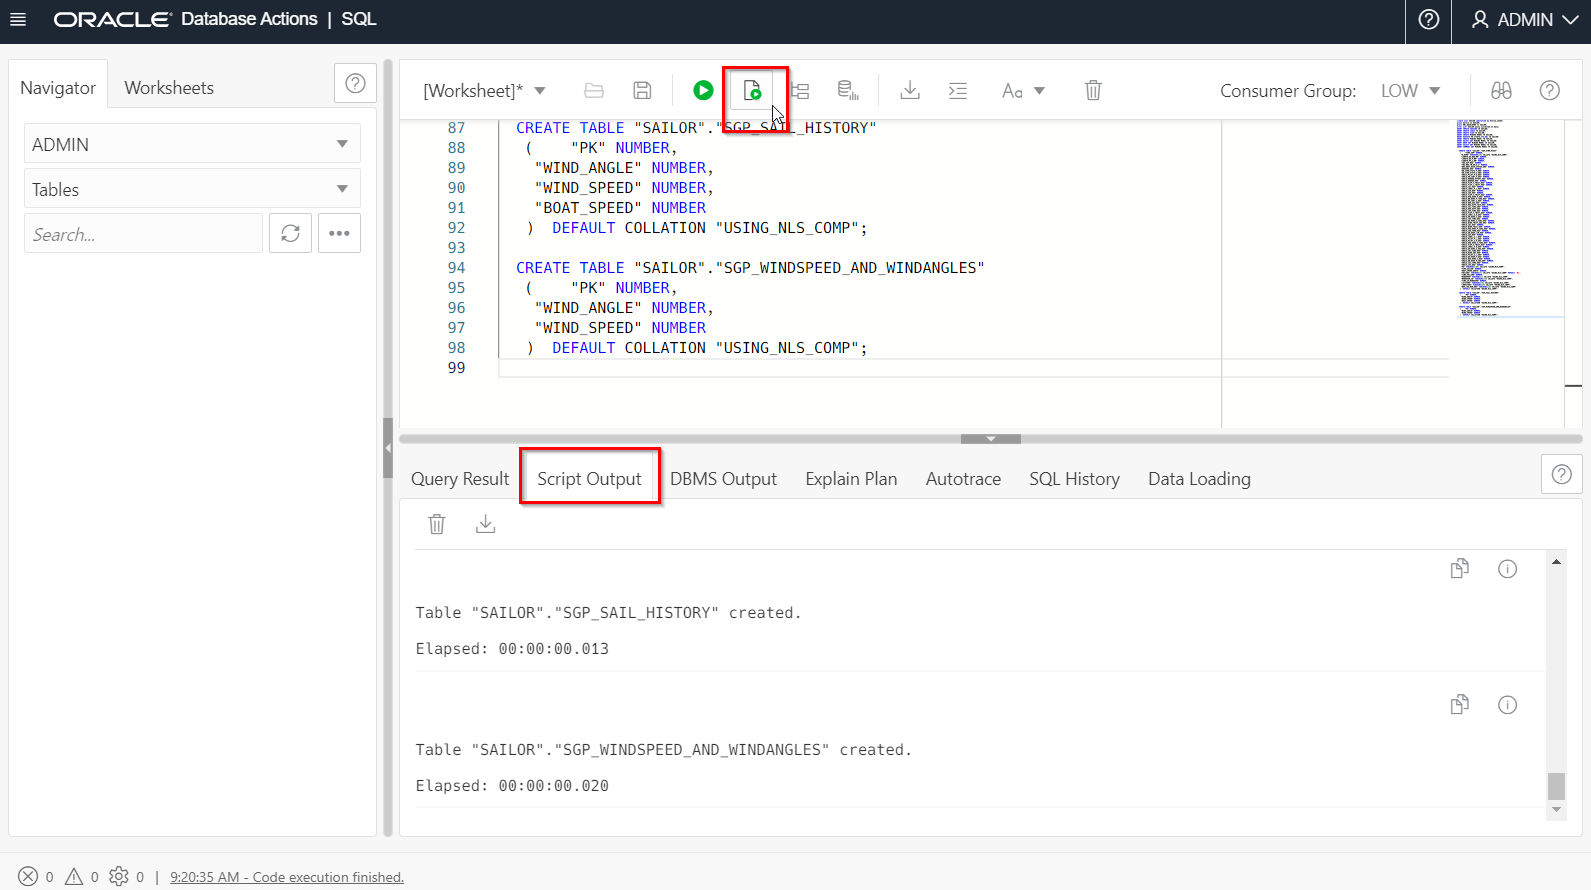 ORACLE Database Actions | SQL
ADMIN
Navigator
Worksheets
ADMIN
Tables
Search...
[Worksheet]*
Aa
Consumer Group:
LOW
87 CREATE TABLE "SAILOR"."SGP_SAIL_HISTORY"
88 ( "PK" NUMBER,
89 "WIND_ANGLE" NUMBER,
90 "WIND_SPEED" NUMBER,
91 "BOAT_SPEED" NUMBER
92 ) DEFAULT COLLATION "USING_NLS_COMP";
93
94 CREATE TABLE "SAILOR"."SGP_WINDSPEED_AND_WINDANGLES"
95 ( "PK" NUMBER,
96 "WIND_ANGLE" NUMBER,
97 "WIND_SPEED" NUMBER
98 ) DEFAULT COLLATION "USING_NLS_COMP";
99
Query Result
Script Output
DBMS Output
Explain Plan
Autotrace
SQL History
Data Loading
Table "SAILOR"."SGP_SAIL_HISTORY" created.
Elapsed: 00:00:00.013
Table "SAILOR"."SGP_WINDSPEED_AND_WINDANGLES" created.
Elapsed: 00:00:00.020
0 0 0 | 9:20:35 AM - Code execution finished.